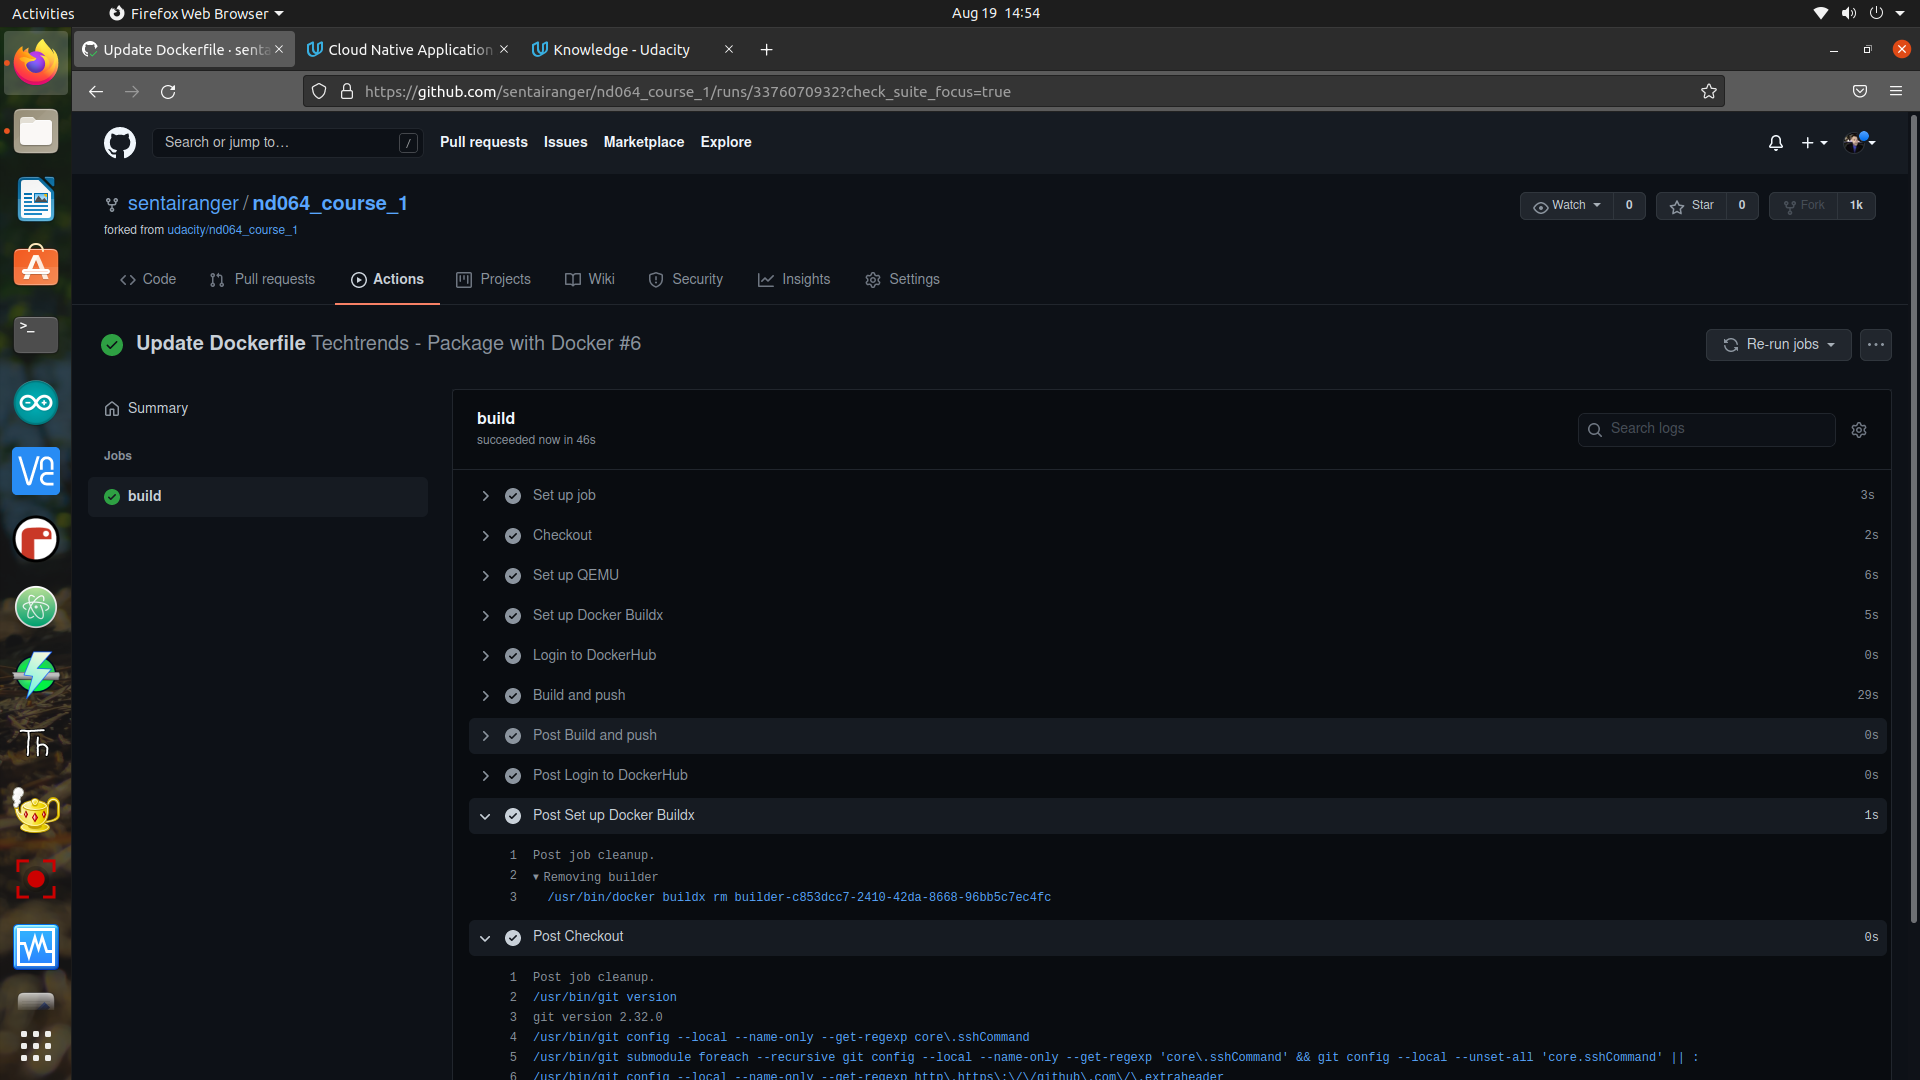 Activities
Firefox Web Browser
Aug 19 14:54
Update Dockerfile · senta
Cloud Native Application
Knowledge - Udacity
https://github.com/sentairanger/nd064_course_1/runs/3376070932?check_suite_focus=true
Search or jump to…
/
Pull requests
Issues
Marketplace
Explore
sentairanger / nd064_course_1
forked from udacity/nd064_course_1
Watch 0
Star 0
Fork 1k
Code
Pull requests
Actions
Projects
Wiki
Security
Insights
Settings
Update Dockerfile Techtrends - Package with Docker #6
Re-run jobs
Summary
Jobs
build
build
succeeded now in 46s
Search logs
Set up job 3s
Checkout 2s
Set up QEMU 6s
Set up Docker Buildx 5s
Login to DockerHub 0s
Build and push 29s
Post Build and push 0s
Post Login to DockerHub 0s
Post Set up Docker Buildx 1s
1 Post job cleanup.
2 Removing builder
3 /usr/bin/docker buildx rm builder-c853dcc7-2410-42da-8668-96bb5c7ec4fc
Post Checkout 0s
1 Post job cleanup.
2 /usr/bin/git version
3 git version 2.32.0
4 /usr/bin/git config --local --name-only --get-regexp core\.sshCommand
5 /usr/bin/git submodule foreach --recursive git config --local --name-only --get-regexp 'core\.sshCommand' && git config --local --unset-all 'core.sshCommand' || :
6 /usr/bin/git config --local --name-only --get-regexp http\.https\:\/\/github\.com\/\.extraheader
>_
Th